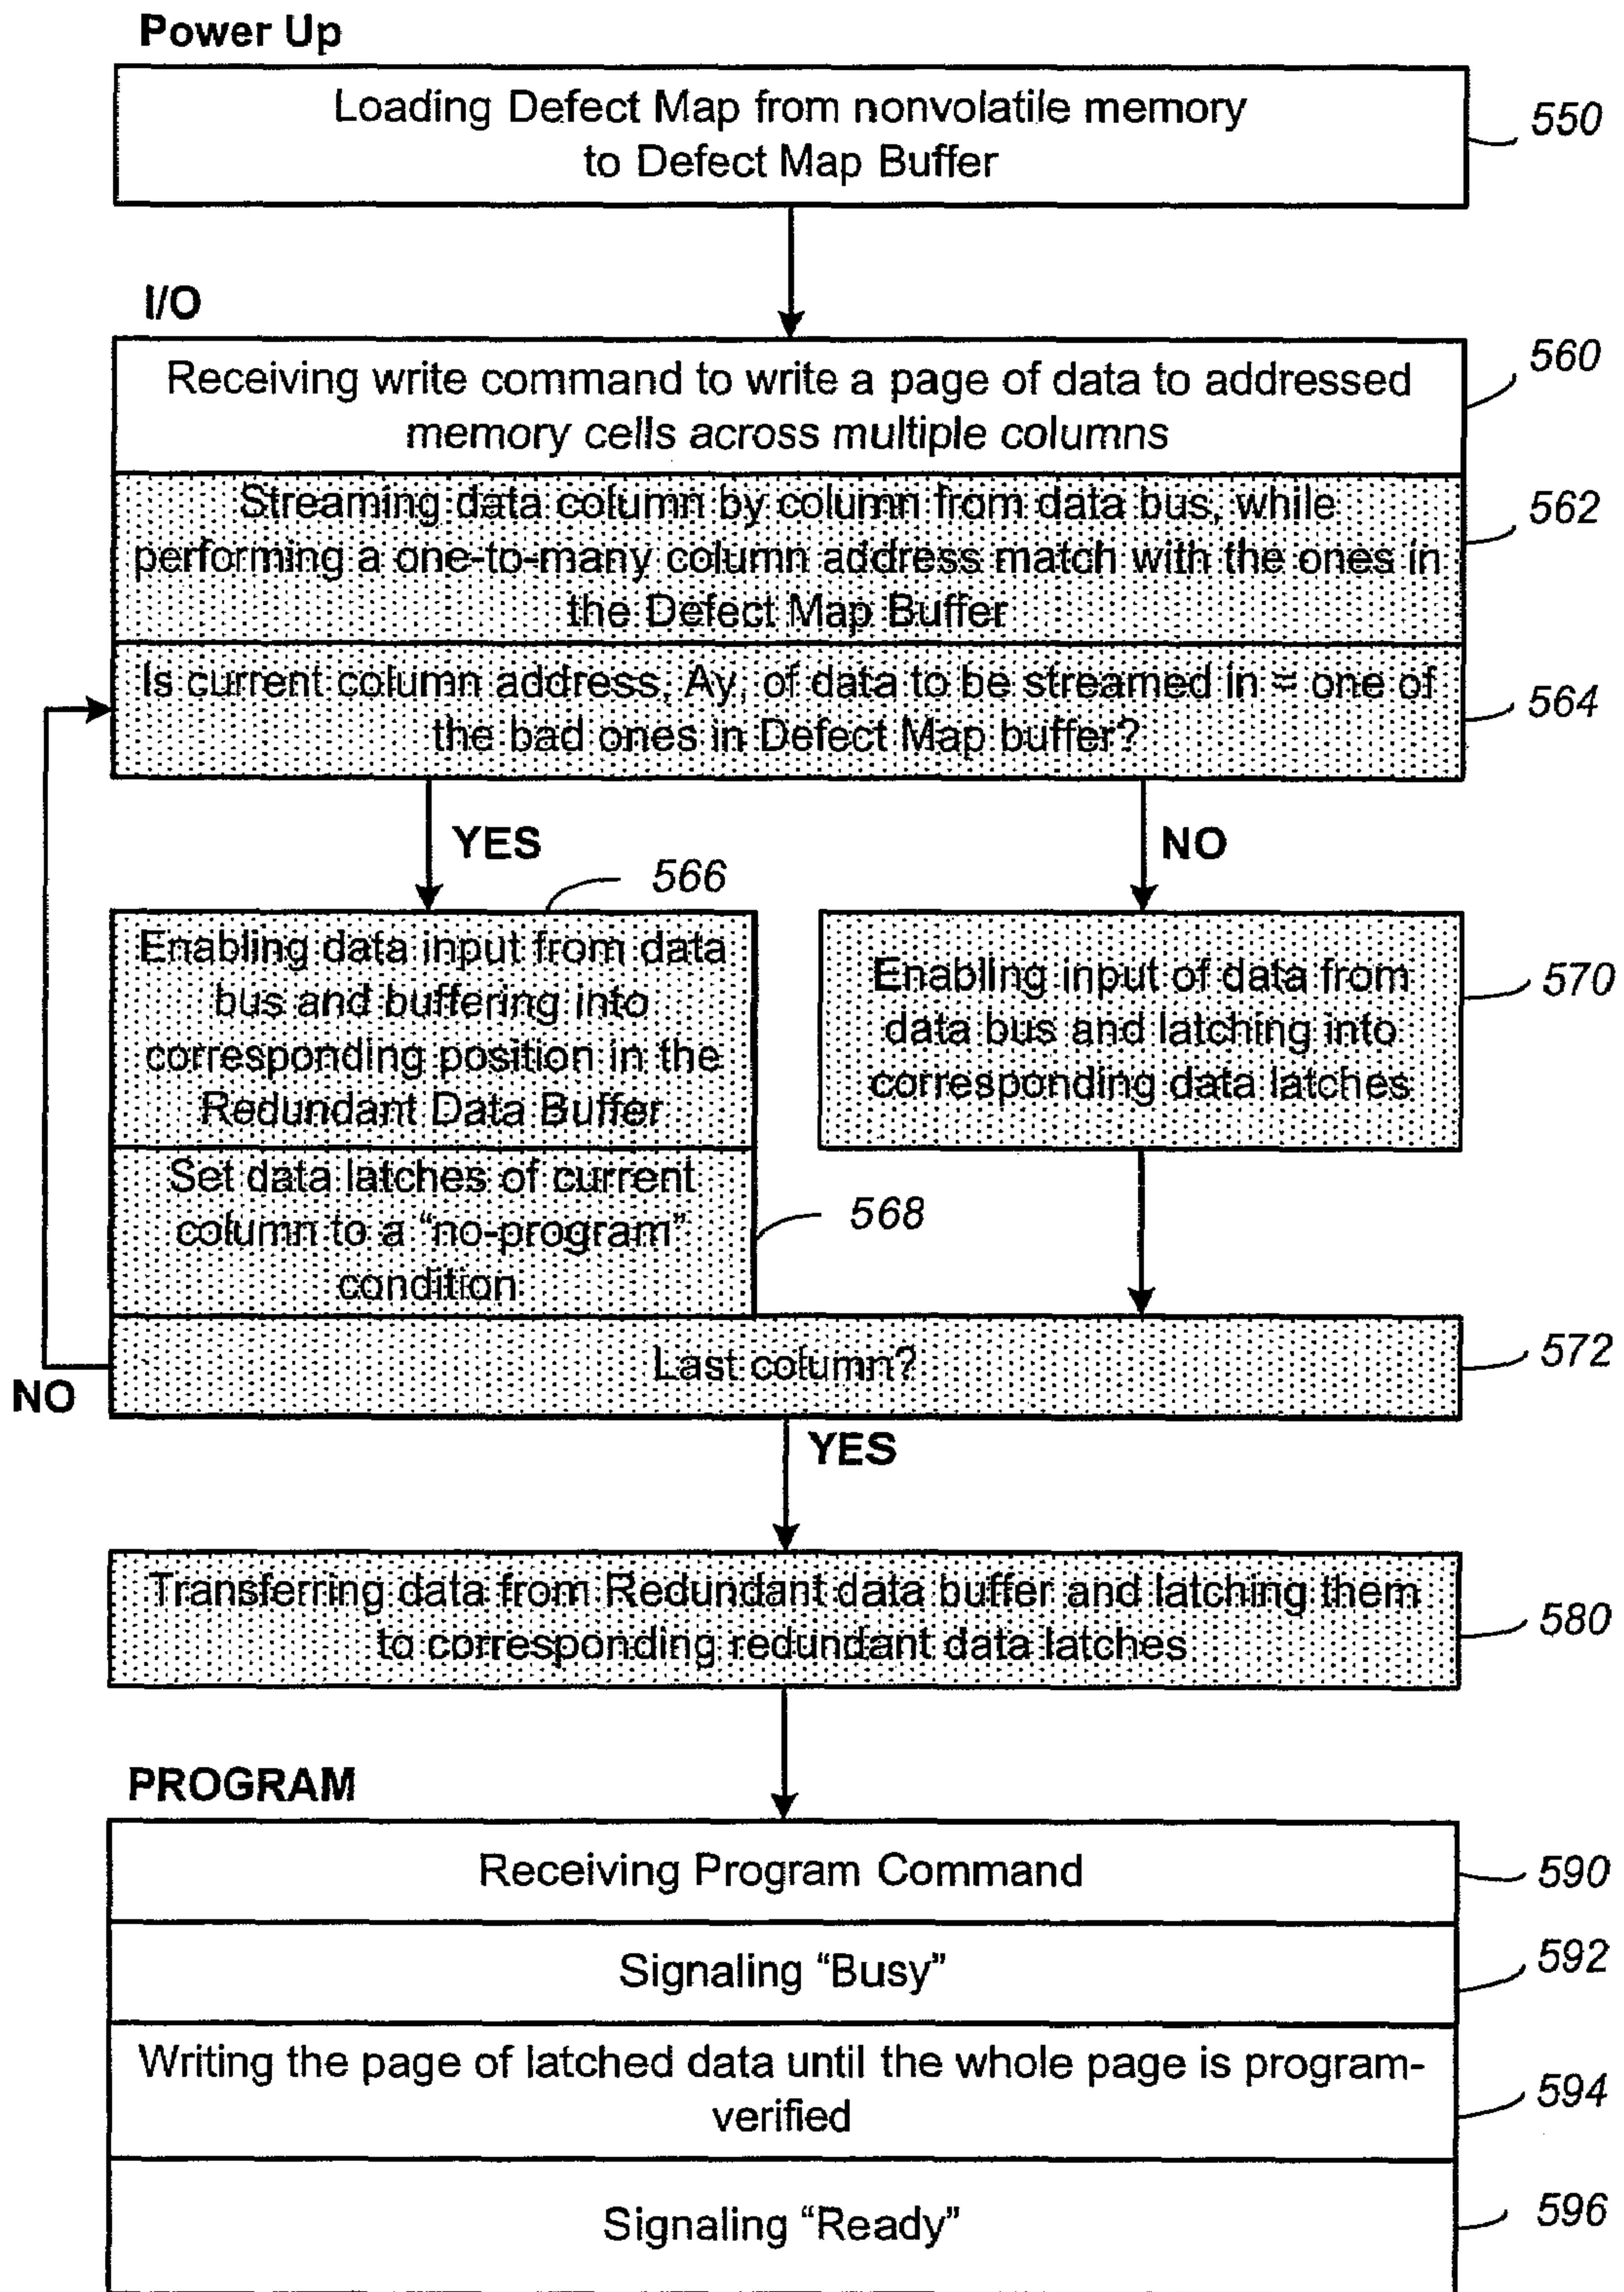 Power Up
Loading Defect Map from nonvolatile memory
to Defect Map Buffer
550
I/O
Receiving write command to write a page of data to addressed
memory cells across multiple columns
560
Streaming data column by column from data bus, while
performing a one-to-many column address match with the ones in
the Defect Map Buffer
562
Is current column address, Ay, of data to be streamed in = one of
the bad ones in Defect Map buffer?
564
YES
NO
566
Enabling data input from data
bus and buffering into
corresponding position in the
Redundant Data Buffer
Enabling input of data from
data bus and latching into
corresponding data latches
570
Set data latches of current
column to a “no-program”
condition
568
Last column?
572
NO
YES
Transferring data from Redundant data buffer and latching them
to corresponding redundant data latches
580
PROGRAM
Receiving Program Command
590
Signaling “Busy”
592
Writing the page of latched data until the whole page is program-
verified
594
Signaling “Ready”
596